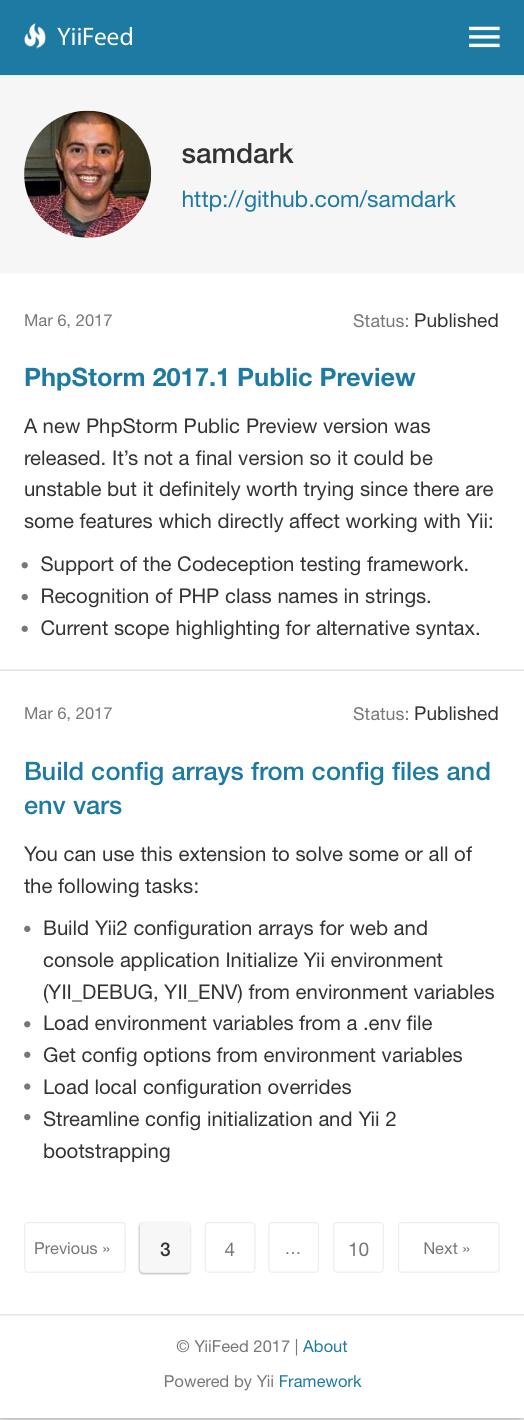 YiiFeed
samdark
http://github.com/samdark
Mar 6, 2017 Status: Published
PhpStorm 2017.1 Public Preview
A new PhpStorm Public Preview version was
released. It’s not a final version so it could be
unstable but it definitely worth trying since there are
some features which directly affect working with Yii:
• Support of the Codeception testing framework.
• Recognition of PHP class names in strings.
• Current scope highlighting for alternative syntax.
Mar 6, 2017 Status: Published
Build config arrays from config files and
env vars
You can use this extension to solve some or all of
the following tasks:
• Build Yii2 configuration arrays for web and
console application Initialize Yii environment
(YII_DEBUG, YII_ENV) from environment variables
• Load environment variables from a .env file
• Get config options from environment variables
• Load local configuration overrides
• Streamline config initialization and Yii 2
bootstrapping
Previous » 3 4 ... 10 Next »
© YiiFeed 2017 | About
Powered by Yii Framework